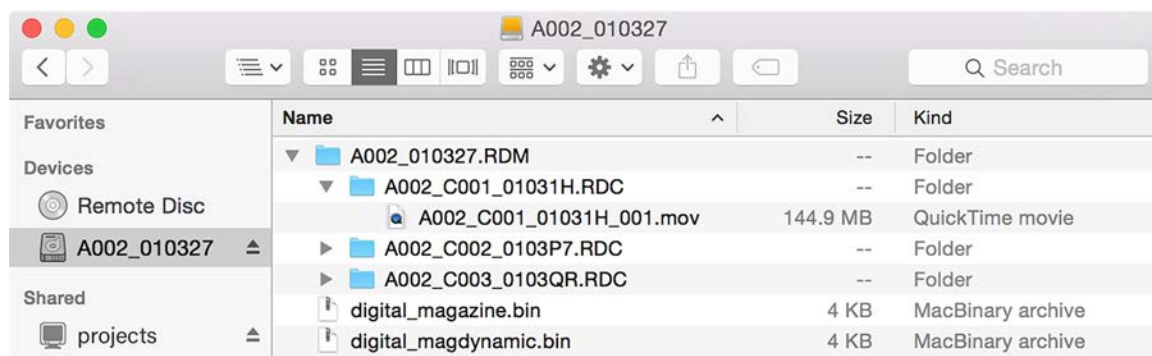 A002_010327
Search
Favorites
Devices
Remote Disc
A002_010327
Shared
projects
Name Size Kind
A002_010327.RDM -- Folder
A002_C001_01031H.RDC -- Folder
A002_C001_01031H_001.mov 144.9 MB QuickTime movie
A002_C002_0103P7.RDC -- Folder
A002_C003_0103QR.RDC -- Folder
digital_magazine.bin 4 KB MacBinary archive
digital_magdynamic.bin 4 KB MacBinary archive